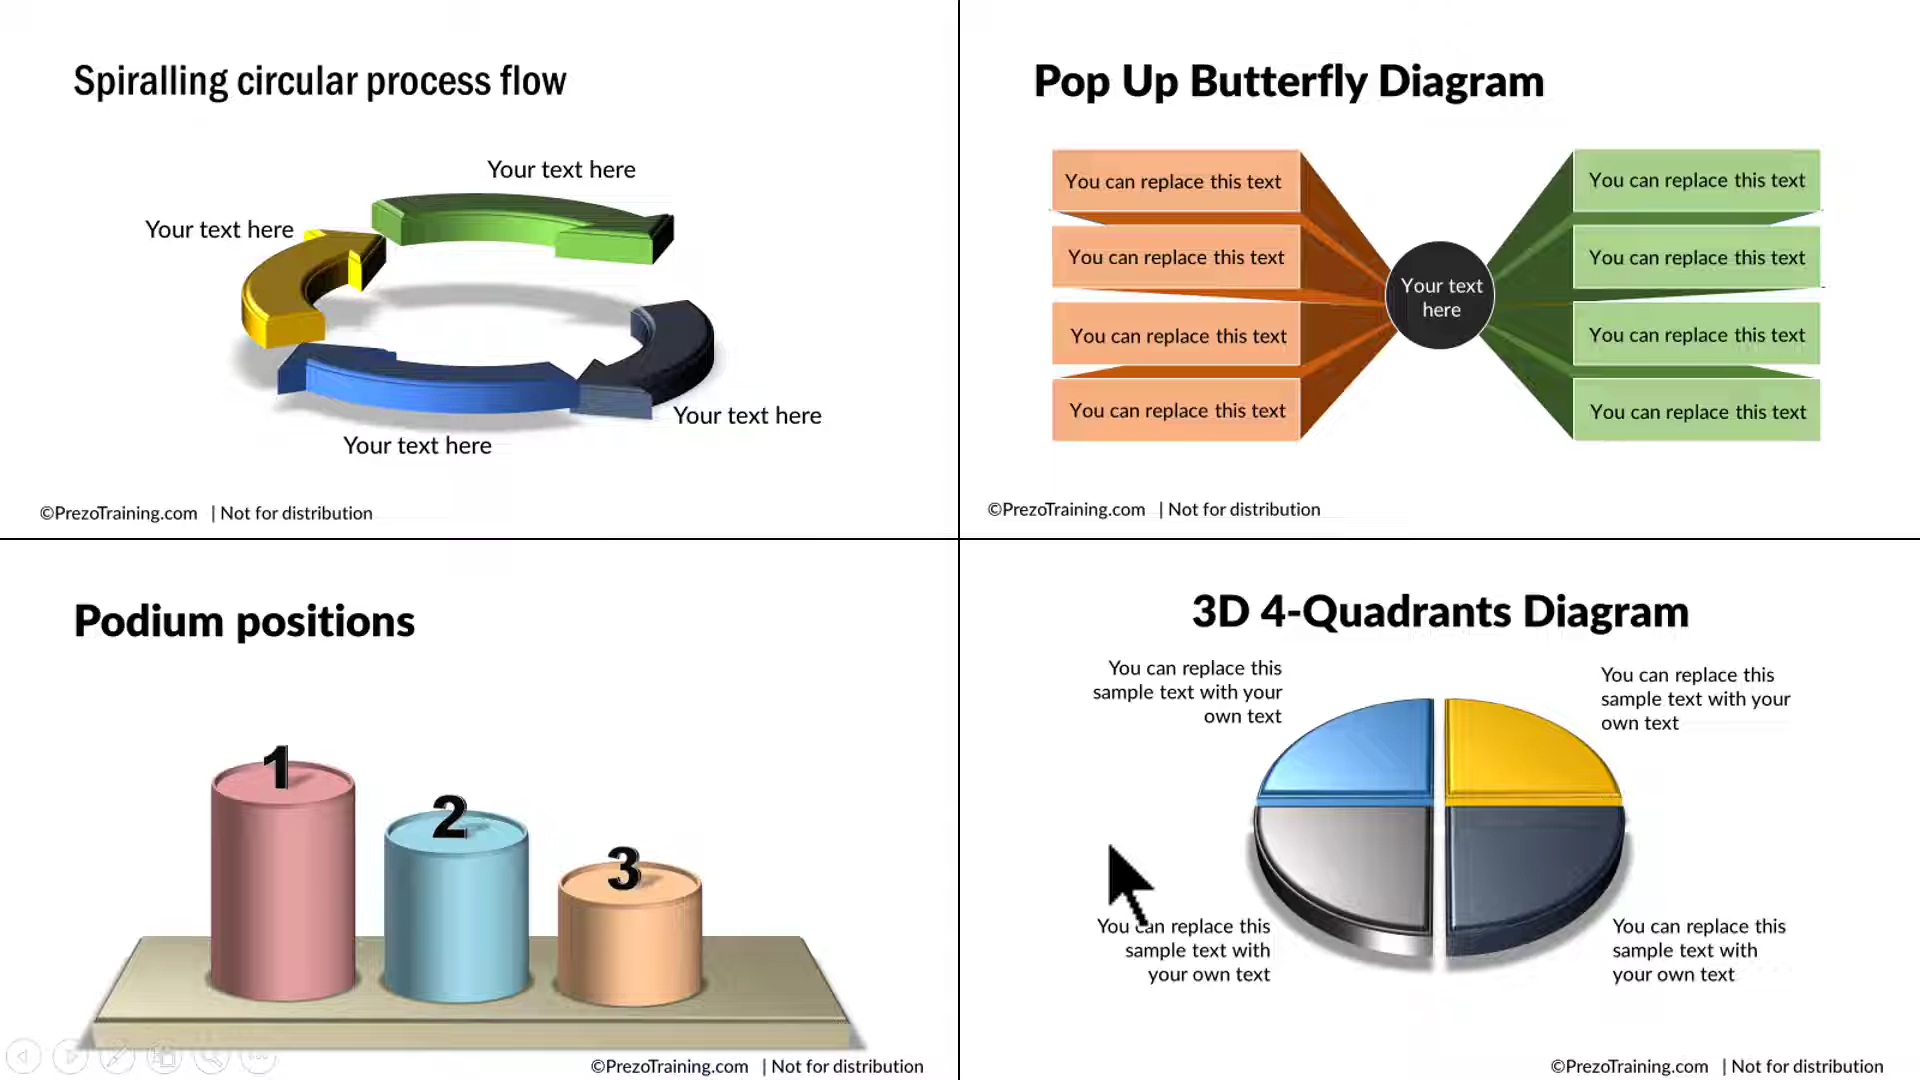 Spiralling circular process flow
Your text here
Your text here
Your text here
Your text here
©PrezoTraining.com | Not for distribution
Pop Up Butterfly Diagram
You can replace this text
You can replace this text
You can replace this text
You can replace this text
Your text
here
You can replace this text
You can replace this text
You can replace this text
You can replace this text
©PrezoTraining.com | Not for distribution
Podium positions
1
2
3
©PrezoTraining.com | Not for distribution
3D 4-Quadrants Diagram
You can replace this
sample text with your
own text
You can replace this
sample text with your
own text
You can replace this
sample text with
your own text
You can replace this
sample text with
your own text
©PrezoTraining.com | Not for distribution